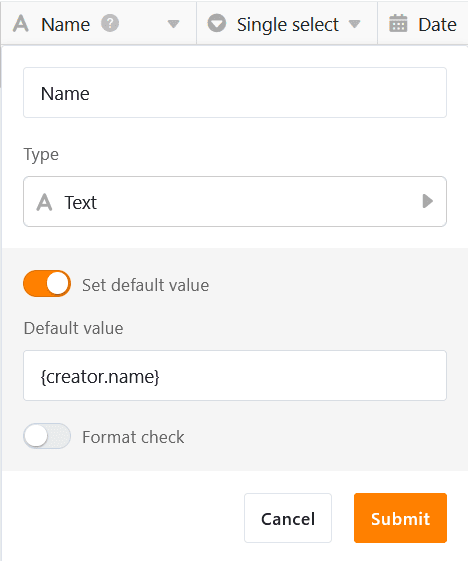 Name ? Single select Date
Name
Type
Text
Set default value
Default value
{creator.name}
Format check
Cancel Submit